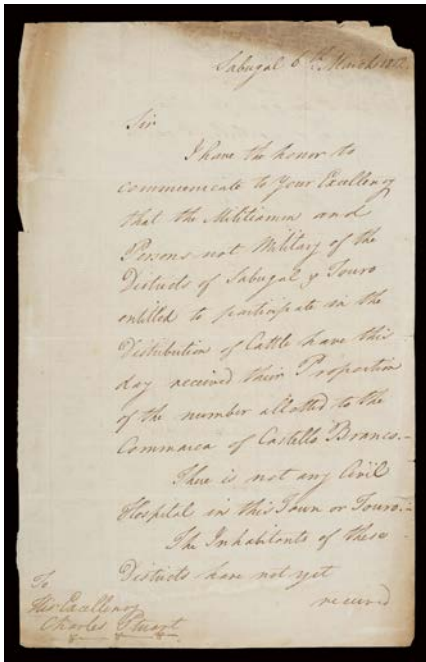 Sabugal 6th March 1812.
Sir
I have the honor to
communicate to Your Excellency
that the Militiamen and
Persons not Military of the
Districts of Sabugal & Touro
entitled to participate in the
Distribution of Cattle have this
day received their Proportion
of the number allotted to the
Commarca of Castello Branco.-
There is not any Civil
Hospital in this Town or Touro.-
The Inhabitants of these
Districts have not yet
received
To
His Excellency
Charles Stuart